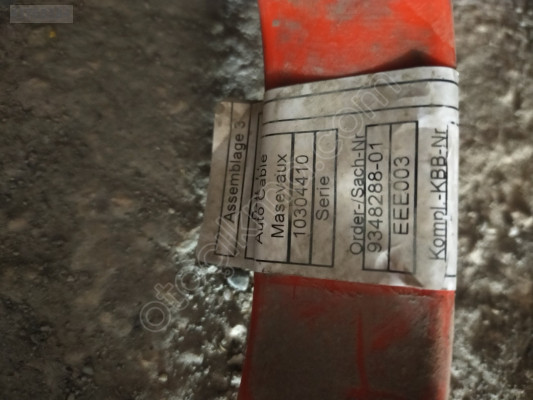 Assemblage 3
Auto Cable
Masevaux
10304410
Serie
Order-/Sach-Nr
9348288-01
EEE003
Kompl.-KBB-Nr